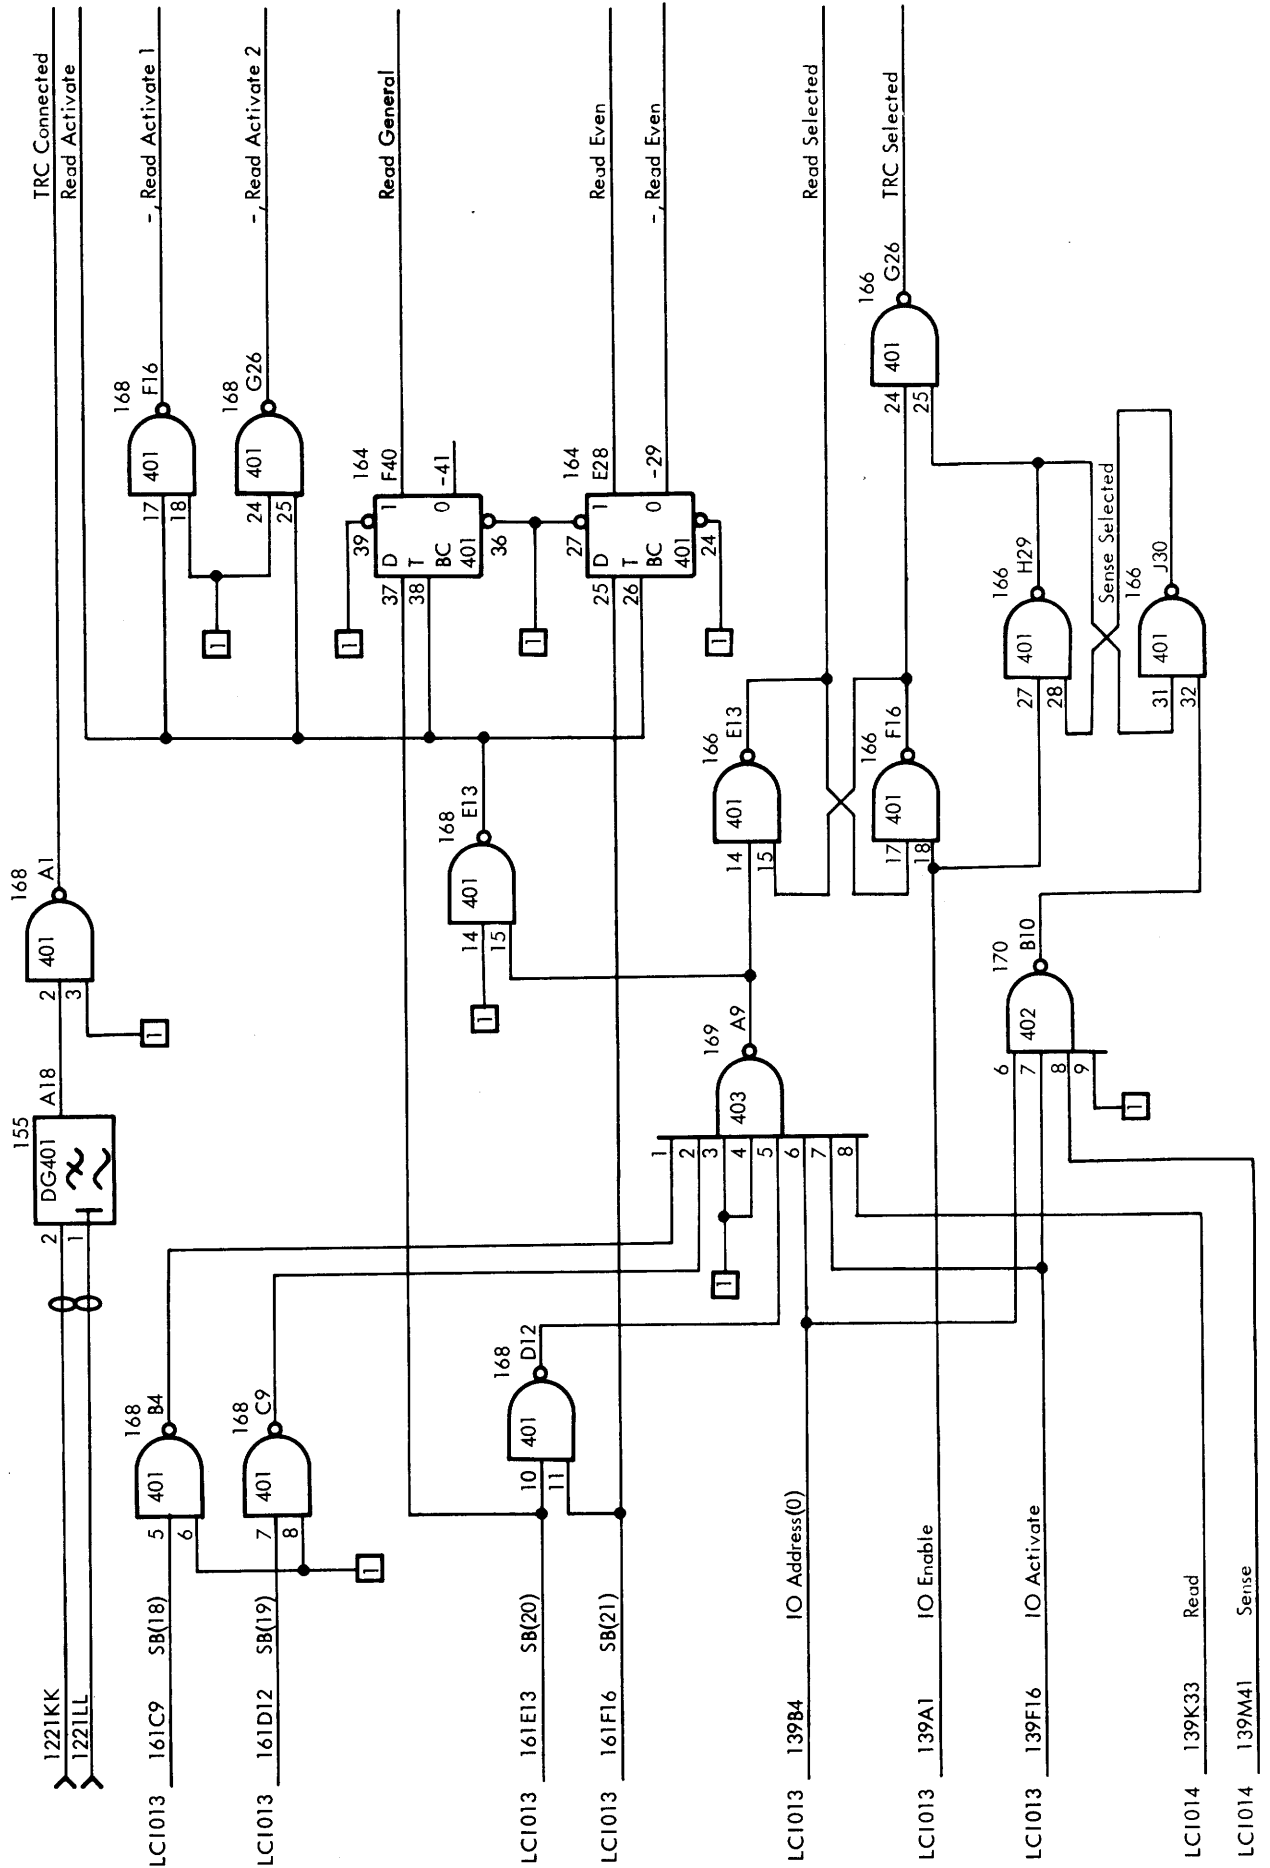 1221KK
1221LL
2
1
155
DG401
A18
2
3
401
168
A1
1
TRC Connected
Read Activate
LC1013 161C9 SB(18)
5
6
401
168
B4
LC1013 161D12 SB(19)
7
8
401
168
C9
1
17
18
401
168
F16
-,Read Activate 1
1
24
25
401
168
G26
-,Read Activate 2
LC1013 161E13 SB(20)
10
11
401
168
D12
LC1013 161F16 SB(21)
1
14
15
401
168
E13
1
39
37
38
D 1
T
BC 0
401
36
164
F40
-41
Read General
1
27
25
26
D 1
T
BC 0
401
24
164
E28
-29
1
Read Even
-,Read Even
1
2
3
4
5
6
7
8
1
403
169
A9
14
15
401
166
E13
Read Selected
17
18
401
166
F16
24
25
401
166
G26
TRC Selected
LC1013 139B4 IO Address(0)
LC1013 139A1 IO Enable
LC1013 139F16 IO Activate
6
7
8
9
1
402
170
B10
27
28
401
166
H29
Sense Selected
31
32
401
166
J30
LC1014 139K33 Read
LC1014 139M41 Sense